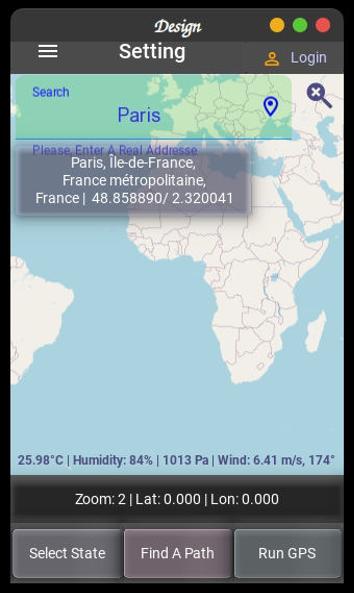 Design
Setting
Login
Search
Paris
Please, Enter A Real Addresse
Paris, Île-de-France,
France métropolitaine,
France | 48.858890/ 2.320041
25.98°C | Humidity: 84% | 1013 Pa | Wind: 6.41 m/s, 174°
Zoom: 2 | Lat: 0.000 | Lon: 0.000
Select State
Find A Path
Run GPS